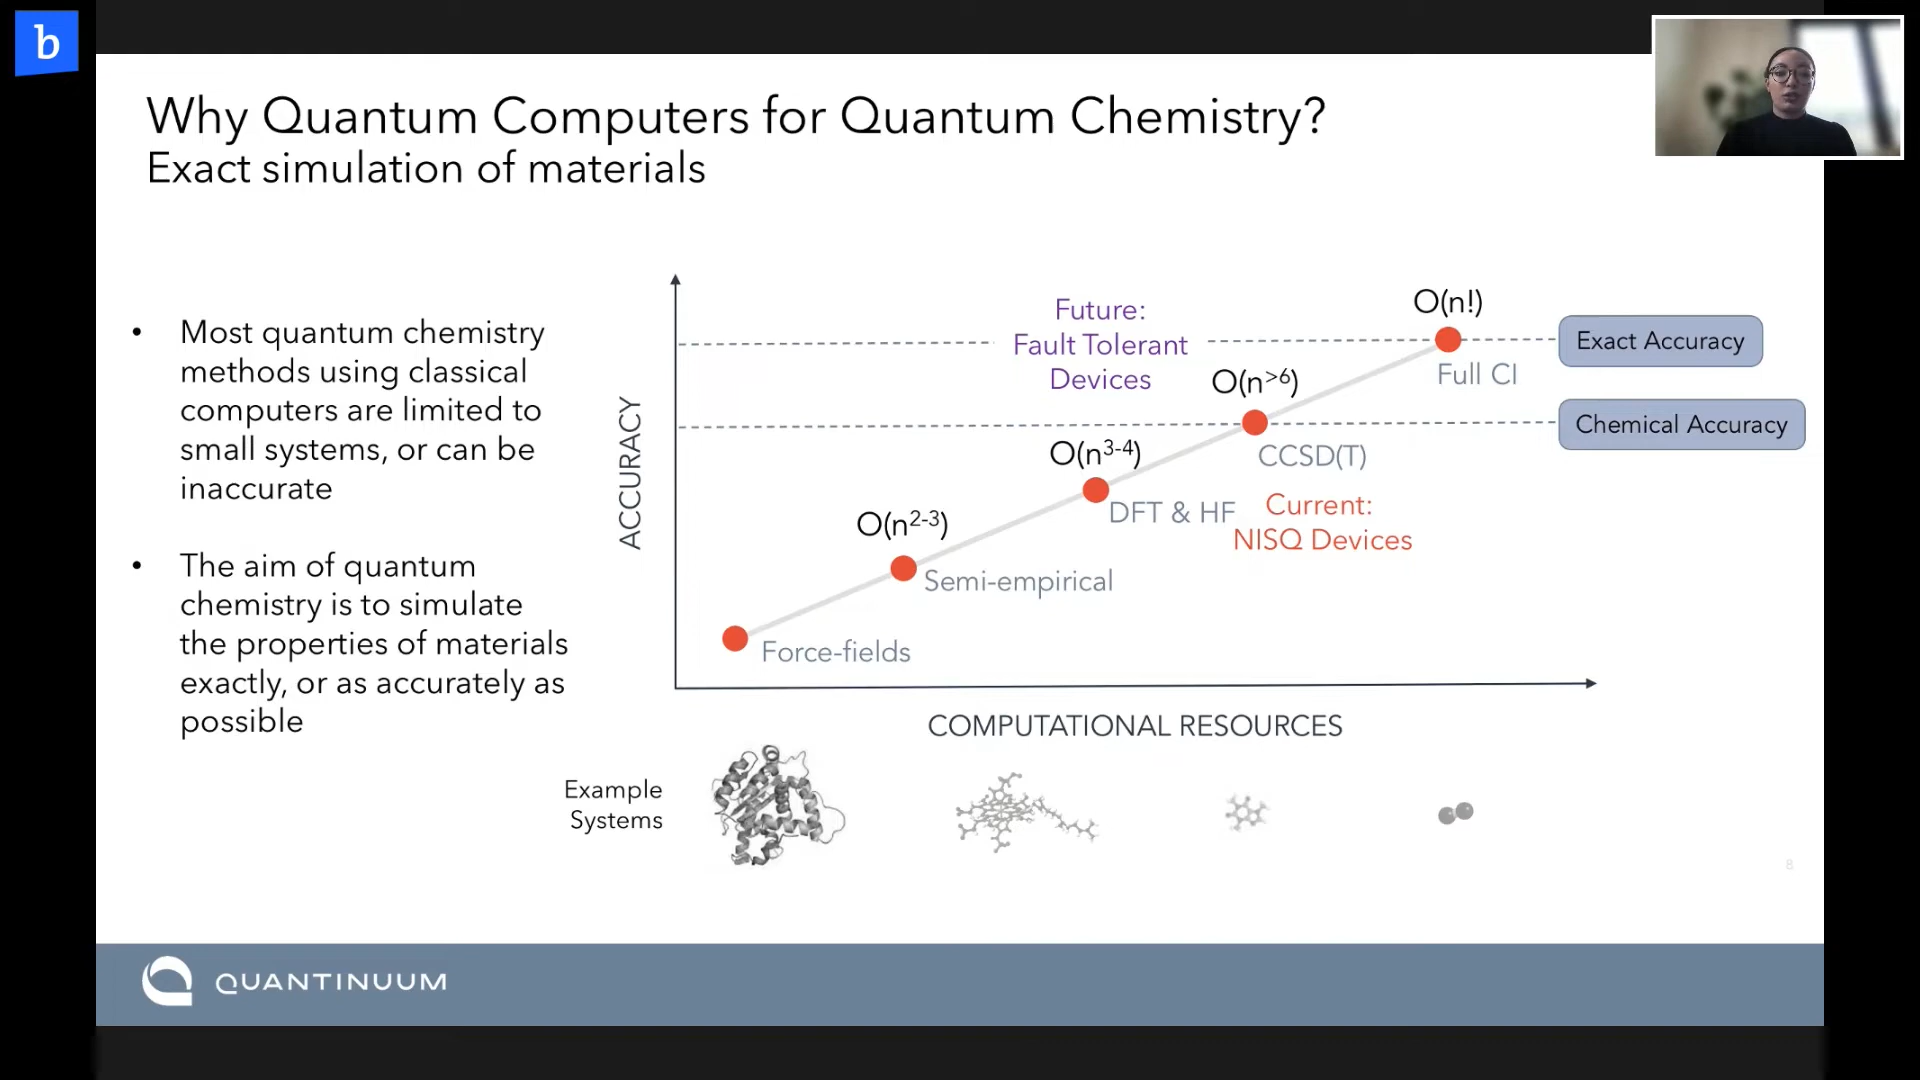 b
Why Quantum Computers for Quantum Chemistry?
Exact simulation of materials
• Most quantum chemistry
methods using classical
computers are limited to
small systems, or can be
inaccurate
• The aim of quantum
chemistry is to simulate
the properties of materials
exactly, or as accurately as
possible
ACCURACY
Future:
Fault Tolerant
Devices
O(n!)
Exact Accuracy
Full CI
O(n>6)
Chemical Accuracy
CCSD(T)
O(n3-4)
DFT & HF
Current:
NISQ Devices
O(n2-3)
Semi-empirical
Force-fields
COMPUTATIONAL RESOURCES
Example
Systems
8
QUANTINUUM